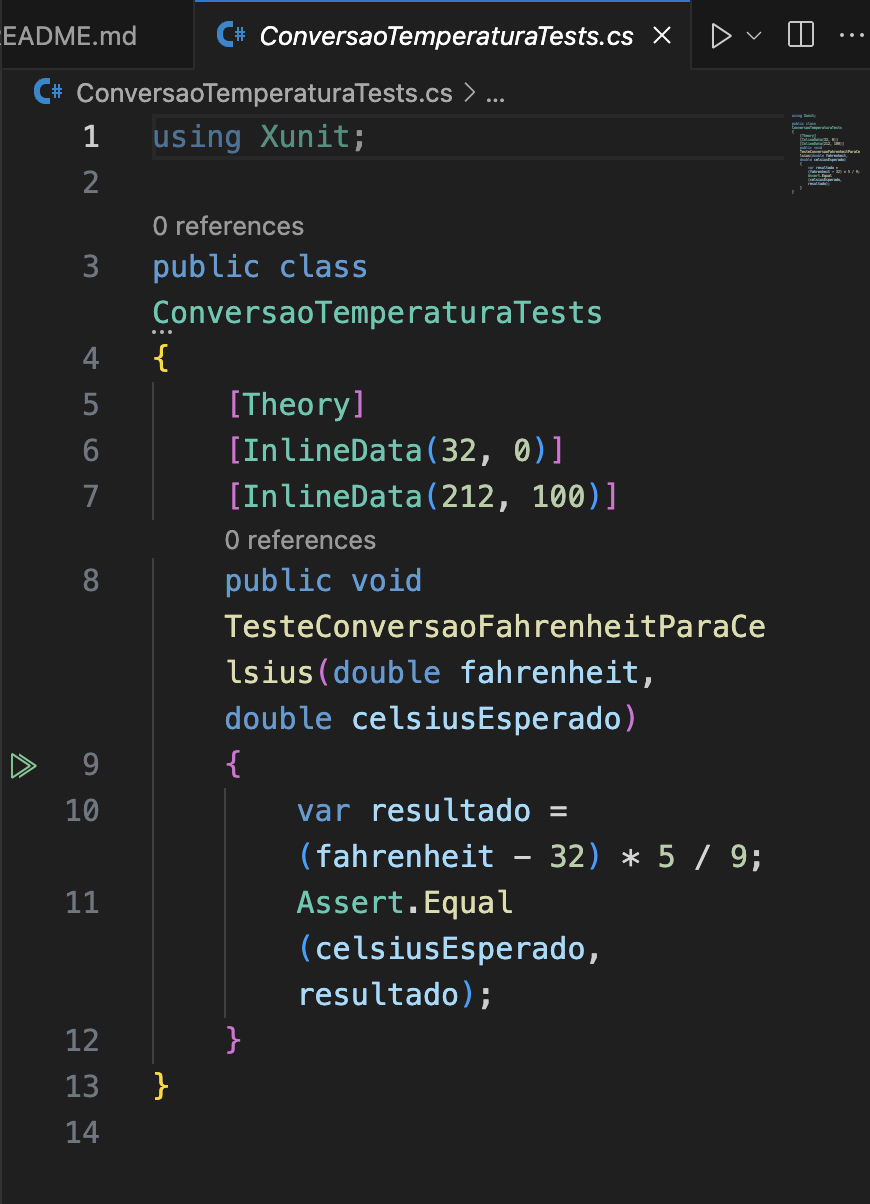 EADME.md
C# ConversaoTemperaturaTests.cs
C# ConversaoTemperaturaTests.cs > ...
1 using Xunit;
2
0 references
3 public class
ConversaoTemperaturaTests
4 {
5 [Theory]
6 [InlineData(32, 0)]
7 [InlineData(212, 100)]
0 references
8 public void
TesteConversaoFahrenheitParaCe
lsius(double fahrenheit,
double celsiusEsperado)
9 {
10 var resultado =
(fahrenheit - 32) * 5 / 9;
11 Assert.Equal
(celsiusEsperado,
resultado);
12 }
13 }
14